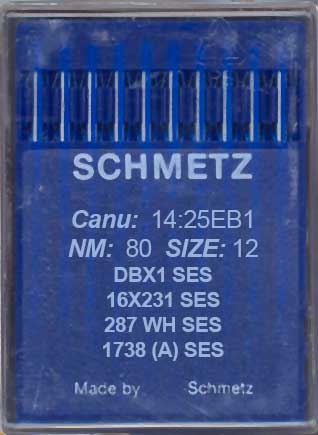 SCHMETZ
Canu: 14:25EB1
NM: 80 SIZE: 12
DBX1 SES
16X231 SES
287 WH SES
1738 (A) SES
Made by Schmetz